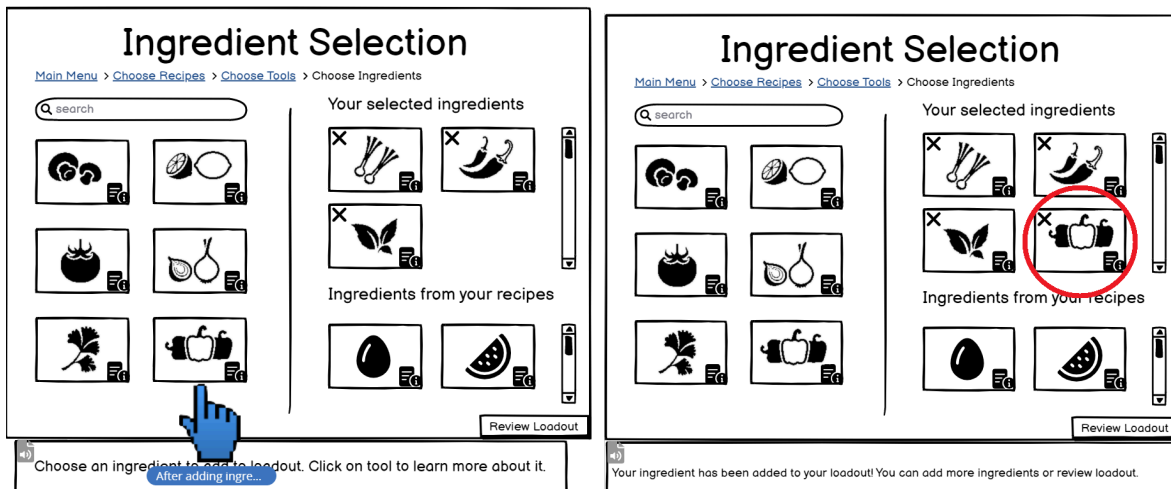 Ingredient Selection
Main Menu > Choose Recipes > Choose Tools > Choose Ingredients
search
Your selected ingredients
Ingredients from your recipes
Review Loadout
Choose an ingredient to add to loadout. Click on tool to learn more about it.
After adding ingre...
Ingredient Selection
Main Menu > Choose Recipes > Choose Tools > Choose Ingredients
search
Your selected ingredients
Ingredients from your recipes
Review Loadout
Your ingredient has been added to your loadout! You can add more ingredients or review loadout.